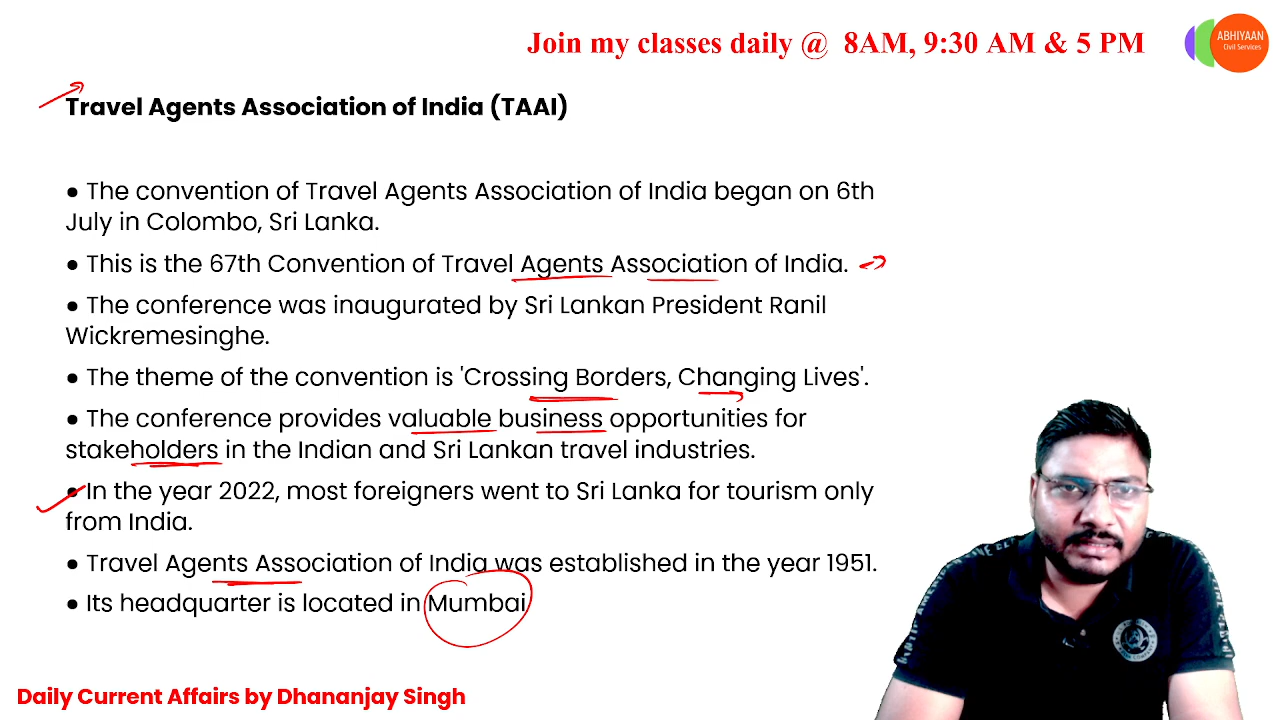 Join my classes daily @ 8AM, 9:30 AM & 5 PM
ABHIYAAN
Civil Services
Travel Agents Association of India (TAAI)
● The convention of Travel Agents Association of India began on 6th
July in Colombo, Sri Lanka.
● This is the 67th Convention of Travel Agents Association of India.
● The conference was inaugurated by Sri Lankan President Ranil
Wickremesinghe.
● The theme of the convention is 'Crossing Borders, Changing Lives'.
● The conference provides valuable business opportunities for
stakeholders in the Indian and Sri Lankan travel industries.
● In the year 2022, most foreigners went to Sri Lanka for tourism only
from India.
● Travel Agents Association of India was established in the year 1951.
● Its headquarter is located in Mumbai
Daily Current Affairs by Dhananjay Singh